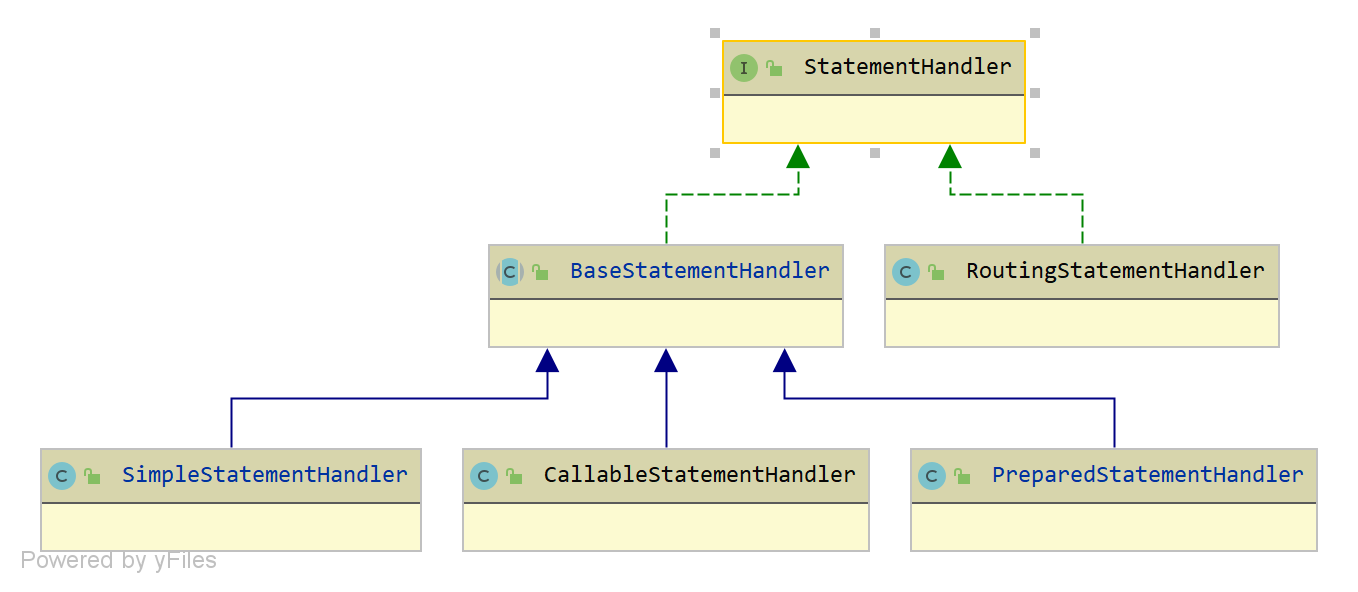 I StatementHandler
C BaseStatementHandler
C RoutingStatementHandler
C SimpleStatementHandler
C CallableStatementHandler
C PreparedStatementHandler
Powered by yFiles